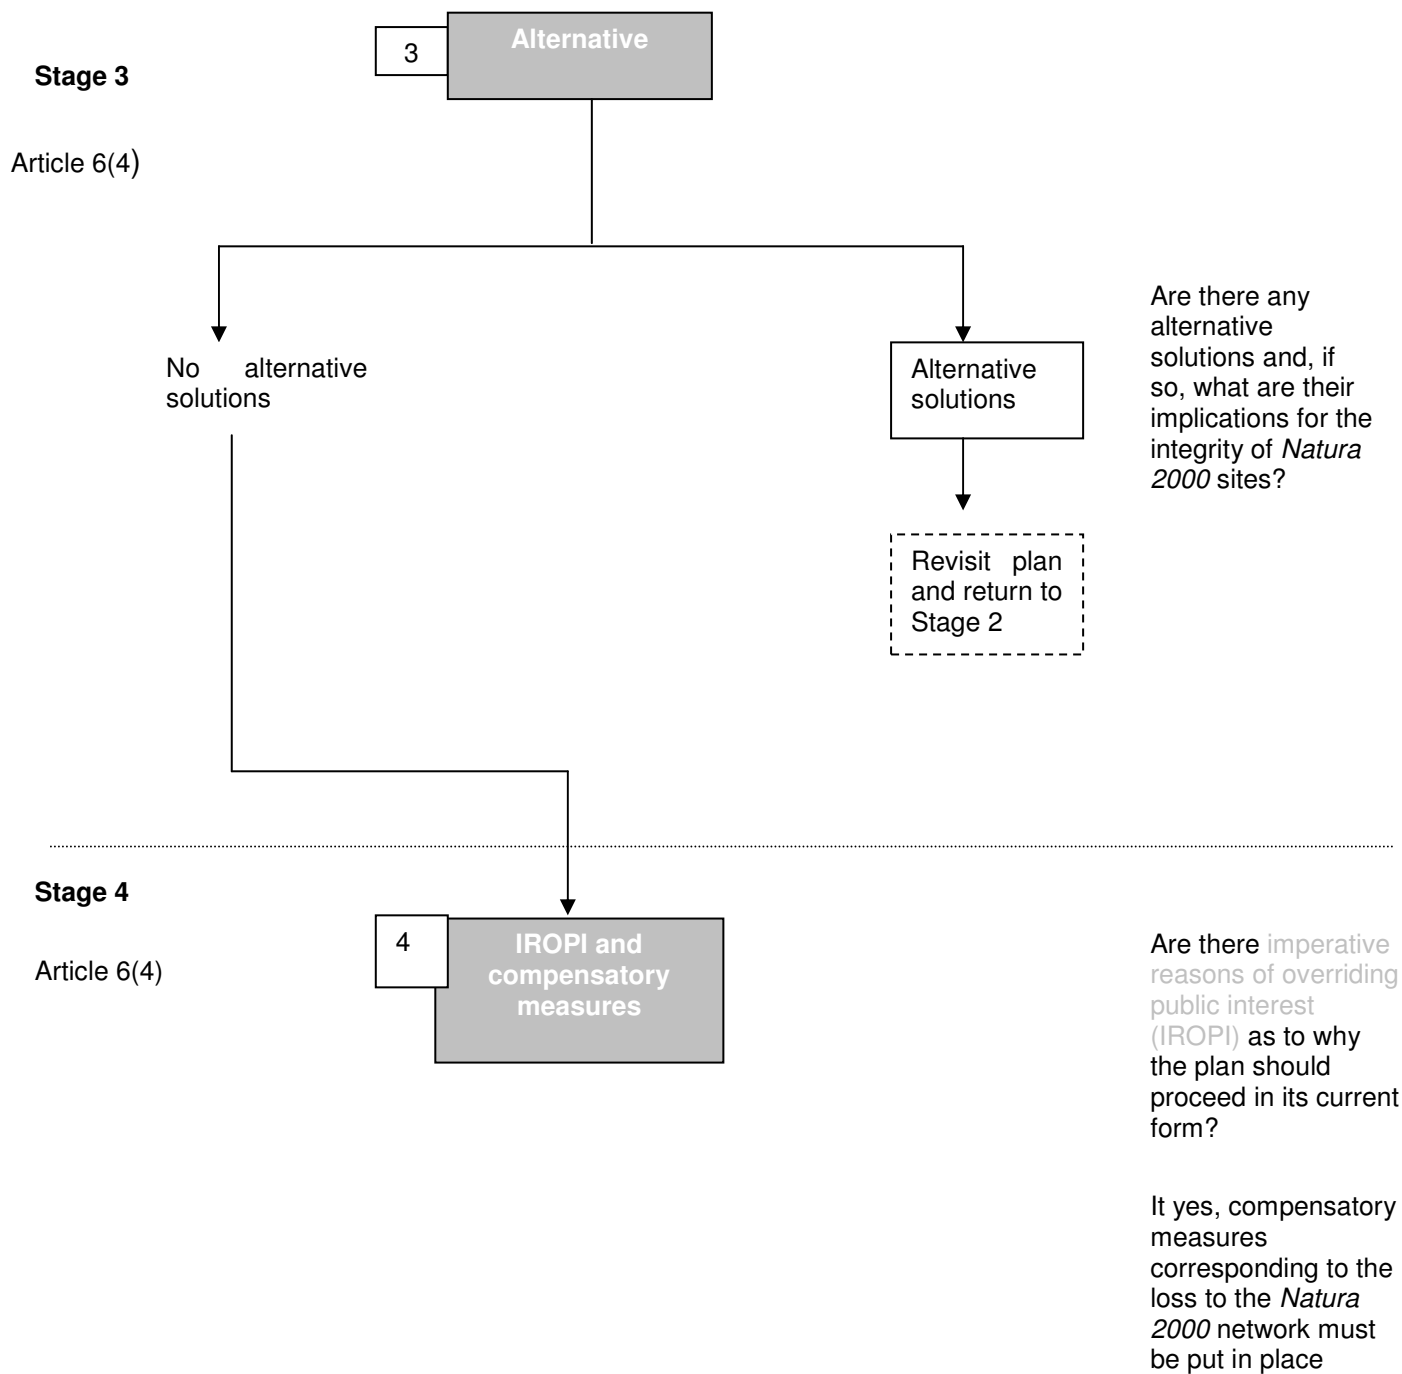 3
Alternative
Stage 3
Article 6(4)
No alternative
solutions
Alternative
solutions
Revisit plan
and return to
Stage 2
Are there any
alternative
solutions and, if
so, what are their
implications for the
integrity of Natura
2000 sites?
Stage 4
Article 6(4)
4
IROPI and
compensatory
measures
Are there imperative
reasons of overriding
public interest
(IROPI) as to why
the plan should
proceed in its current
form?
It yes, compensatory
measures
corresponding to the
loss to the Natura
2000 network must
be put in place